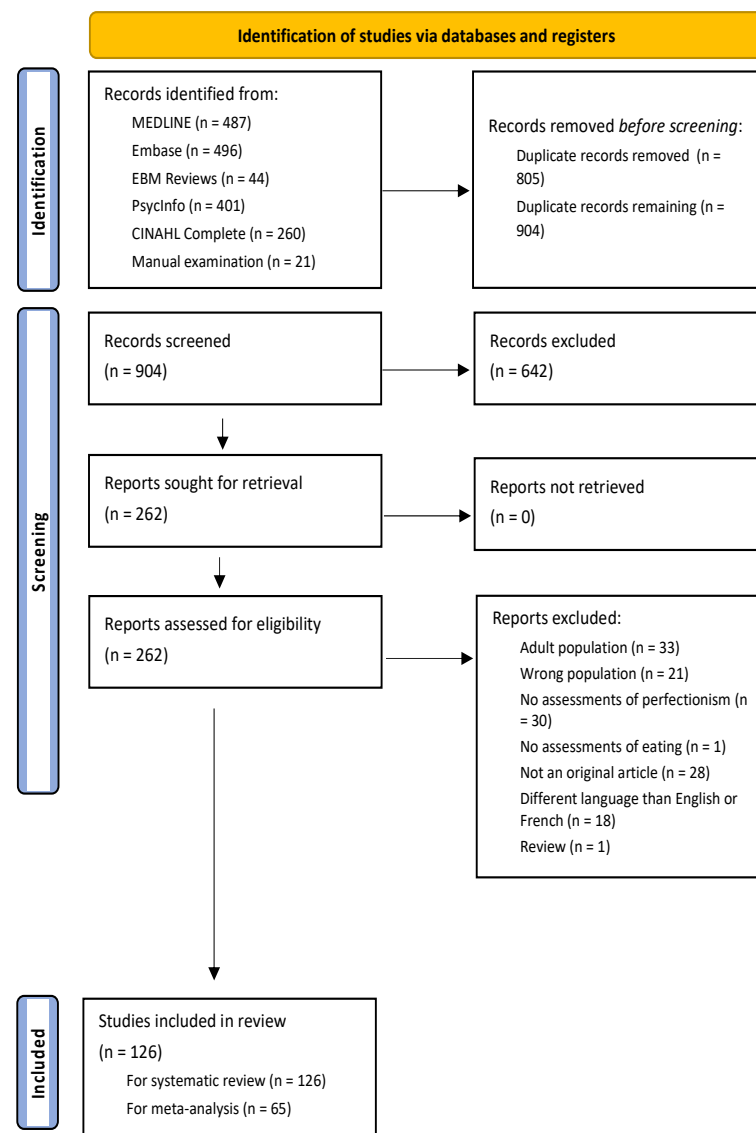 Identification of studies via databases and registers
Identification
Records identified from:
MEDLINE (n = 487)
Embase (n = 496)
EBM Reviews (n = 44)
PsycInfo (n = 401)
CINAHL Complete (n = 260)
Manual examination (n = 21)
Records removed before screening:
Duplicate records removed (n =
805)
Duplicate records remaining (n =
904)
Screening
Records screened
(n = 904)
Records excluded
(n = 642)
Reports sought for retrieval
(n = 262)
Reports not retrieved
(n = 0)
Reports assessed for eligibility
(n = 262)
Reports excluded:
Adult population (n = 33)
Wrong population (n = 21)
No assessments of perfectionism (n
= 30)
No assessments of eating (n = 1)
Not an original article (n = 28)
Different language than English or
French (n = 18)
Review (n = 1)
Included
Studies included in review
(n = 126)
For systematic review (n = 126)
For meta-analysis (n = 65)